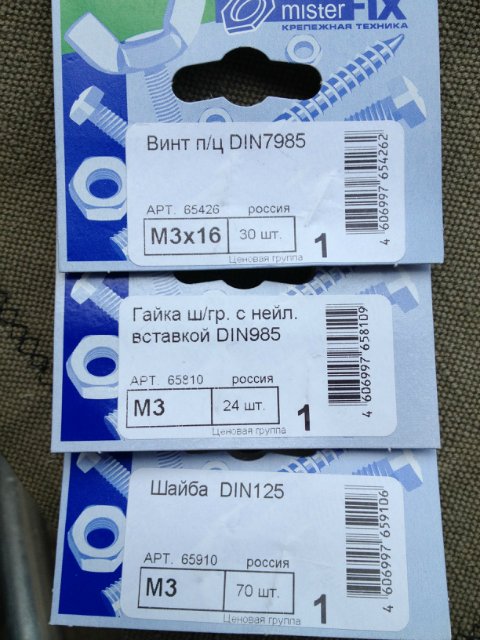 misterFIX
КРЕПЕЖНАЯ ТЕХНИКА
Винт п/ц DIN7985
АРТ. 65426 россия
М3х16 30 шт. 1
Ценовая группа
4 606997 654262
Гайка ш/гр. с нейл.
вставкой DIN985
АРТ 65810 россия
М3 24 шт. 1
Ценовая группа
4 606997 658109
Шайба DIN125
АРТ. 65910 россия
М3 70 шт. 1
Ценовая группа
4 606997 659106